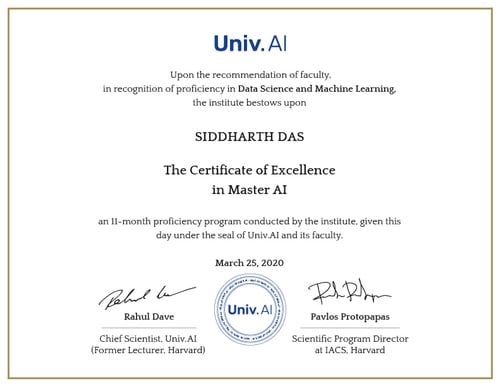 Univ.AI
Upon the recommendation of faculty,
in recognition of proficiency in Data Science and Machine Learning,
the institute bestows upon
SIDDHARTH DAS
The Certificate of Excellence
in Master AI
an 11-month proficiency program conducted by the institute, given this
day under the seal of Univ.AI and its faculty.
March 25, 2020
Univ.AI
Rahul Dave
Chief Scientist, Univ.AI
(Former Lecturer, Harvard)
Pavlos Protopapas
Scientific Program Director
at IACS, Harvard